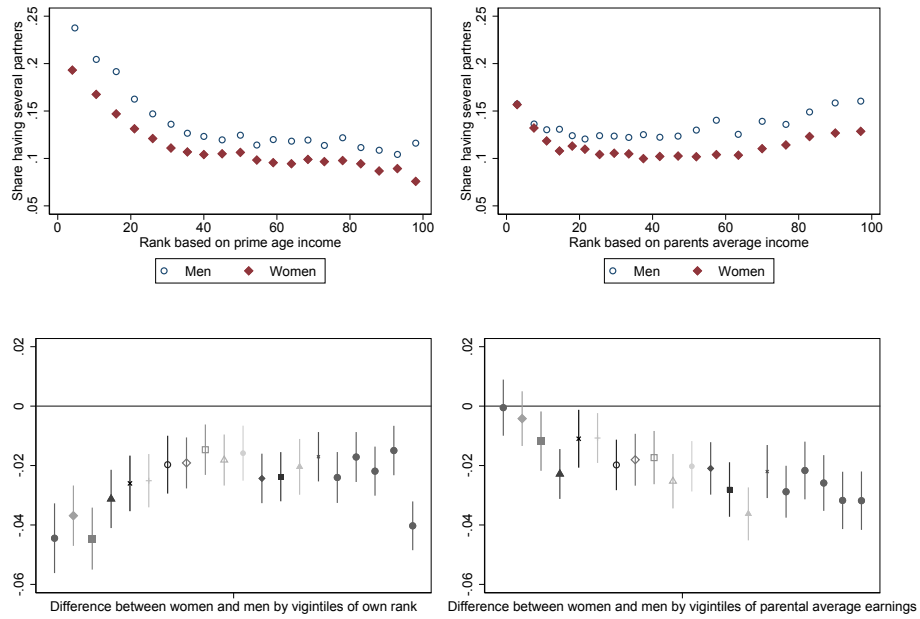 Share having several partners
.25
.2
.15
.1
.05
0 20 40 60 80 100
Rank based on prime age income
Men Women
Share having several partners
.25
.2
.15
.1
.05
0 20 40 60 80 100
Rank based on parents average income
Men Women
.02
0
-.02
-.04
-.06
Difference between women and men by vigintiles of own rank
.02
0
-.02
-.04
-.06
Difference between women and men by vigintiles of parental average earnings